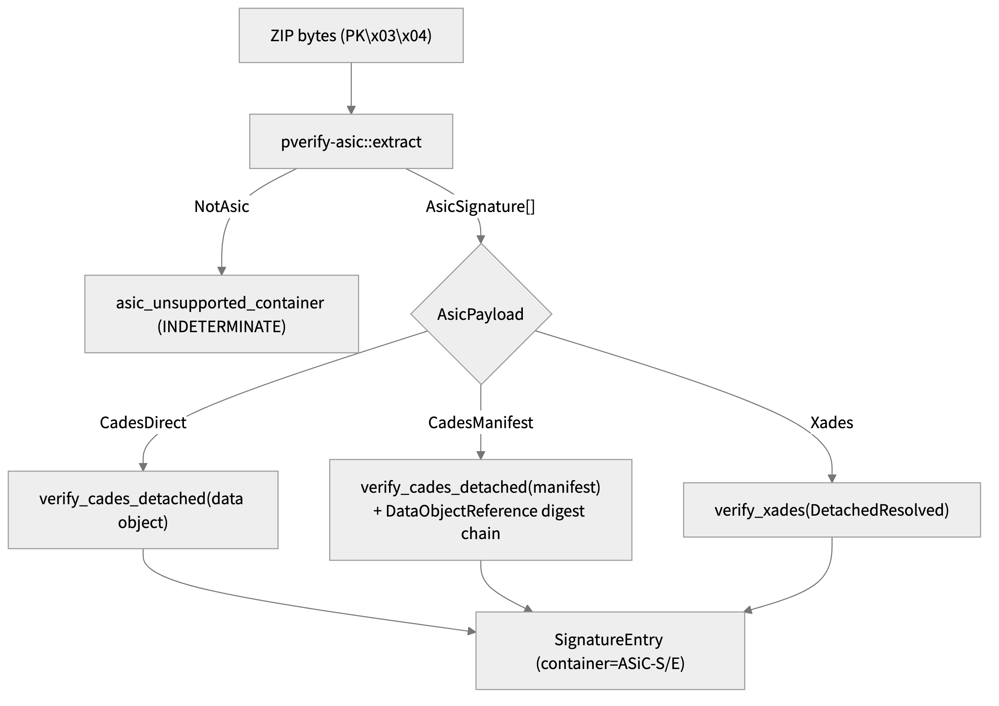 ZIP bytes (PK\x03\x04)
pverify-asic::extract
NotAsic
AsicSignature[]
asic_unsupported_container
(INDETERMINATE)
AsicPayload
CadesDirect
CadesManifest
Xades
verify_cades_detached(data
object)
verify_cades_detached(manifest)
+ DataObjectReference digest
chain
verify_xades(DetachedResolved)
SignatureEntry
(container=ASiC-S/E)